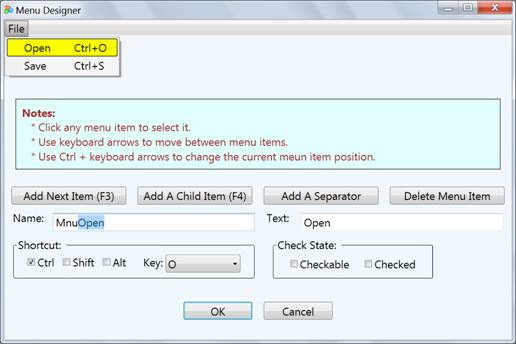 Menu Designer
File
Open Ctrl+O
Save Ctrl+S
Notes:
* Click any menu item to select it.
* Use keyboard arrows to move between menu items.
* Use Ctrl + keyboard arrows to change the current meun item position.
Add Next Item (F3) Add A Child Item (F4) Add A Separator Delete Menu Item
Name: MnuOpen Text: Open
Shortcut: Check State:
Ctrl Shift Alt Key: O Checkable Checked
OK Cancel